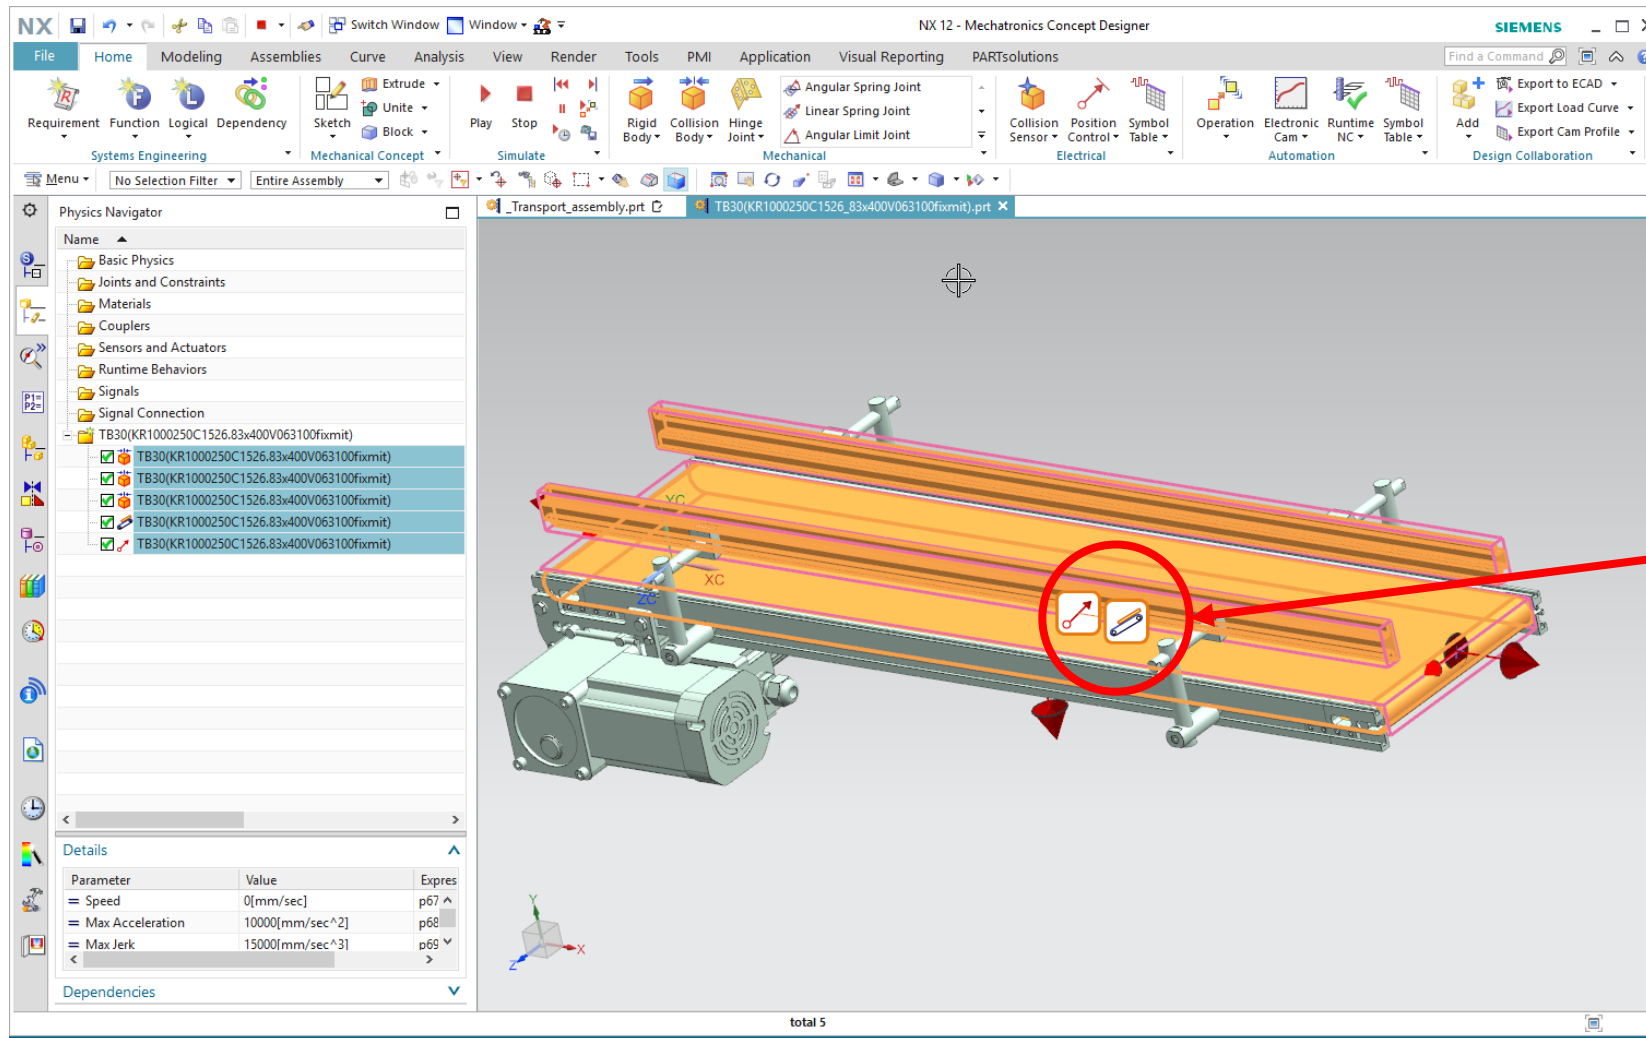 NX
Switch Window
Window
NX 12 - Mechatronics Concept Designer
SIEMENS
File
Home
Modeling
Assemblies
Curve
Analysis
View
Render
Tools
PMI
Application
Visual Reporting
PARTsolutions
Find a Command
Requirement
Function
Logical
Dependency
Systems Engineering
Sketch
Extrude
Unite
Block
Mechanical Concept
Play
Stop
Simulate
Rigid Body
Collision Body
Hinge Joint
Angular Spring Joint
Linear Spring Joint
Angular Limit Joint
Mechanical
Collision Sensor
Position Control
Symbol Table
Electrical
Operation
Electronic Cam
Runtime NC
Symbol Table
Automation
Add
Export to ECAD
Export Load Curve
Export Cam Profile
Design Collaboration
Menu
No Selection Filter
Entire Assembly
Physics Navigator
_Transport_assembly.prt
TB30(KR1000250C1526_83x400V063100fixmit).prt
Name
Basic Physics
Joints and Constraints
Materials
Couplers
Sensors and Actuators
Runtime Behaviors
Signals
Signal Connection
TB30(KR1000250C1526.83x400V063100fixmit)
TB30(KR1000250C1526.83x400V063100fixmit)
TB30(KR1000250C1526.83x400V063100fixmit)
TB30(KR1000250C1526.83x400V063100fixmit)
TB30(KR1000250C1526.83x400V063100fixmit)
TB30(KR1000250C1526.83x400V063100fixmit)
P1=
P2=
YC
XC
ZC
Details
Parameter
Value
Expres
Speed
0[mm/sec]
p67
Max Acceleration
10000[mm/sec^2]
p68
Max Jerk
15000[mm/sec^3]
p69
Dependencies
Y
X
Z
total 5